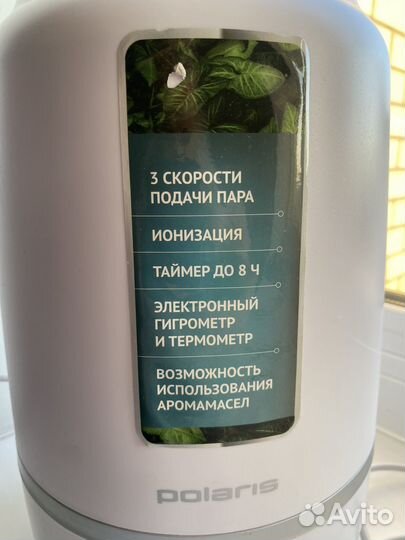 3 СКОРОСТИ
ПОДАЧИ ПАРА
ИОНИЗАЦИЯ
ТАЙМЕР ДО 8 Ч
ЭЛЕКТРОННЫЙ
ГИГРОМЕТР
И ТЕРМОМЕТР
ВОЗМОЖНОСТЬ
ИСПОЛЬЗОВАНИЯ
АРОМАМАСЕЛ
polaris
Avito